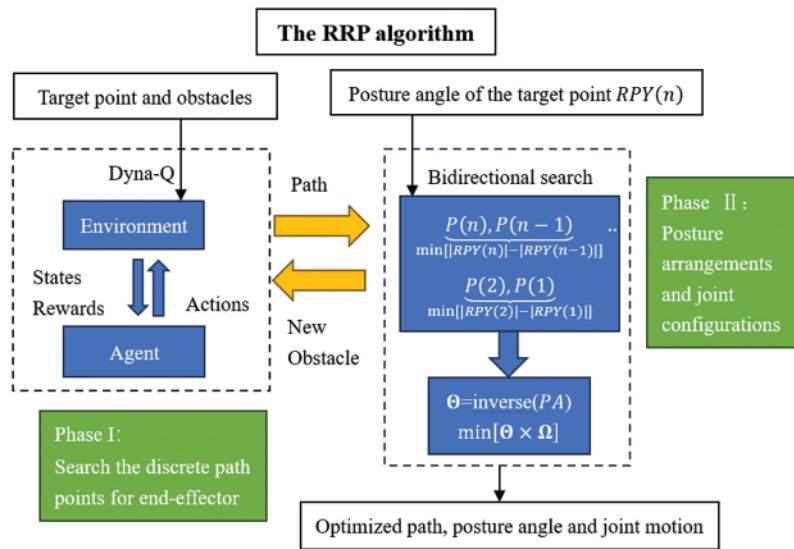 The RRP algorithm
Target point and obstacles
Posture angle of the target point RPY(n)
Dyna-Q
Environment
States
Rewards
Actions
Agent
Path
New
Obstacle
Bidirectional search
P(n), P(n − 1)
min[|RPY(n)|−|RPY(n−1)|]
..
P(2), P(1)
min[|RPY(2)|−|RPY(1)|]
Θ=inverse(PA)
min[Θ × Ω]
Phase Ⅱ:
Posture
arrangements
and joint
configurations
Phase I:
Search the discrete path
points for end-effector
Optimized path, posture angle and joint motion